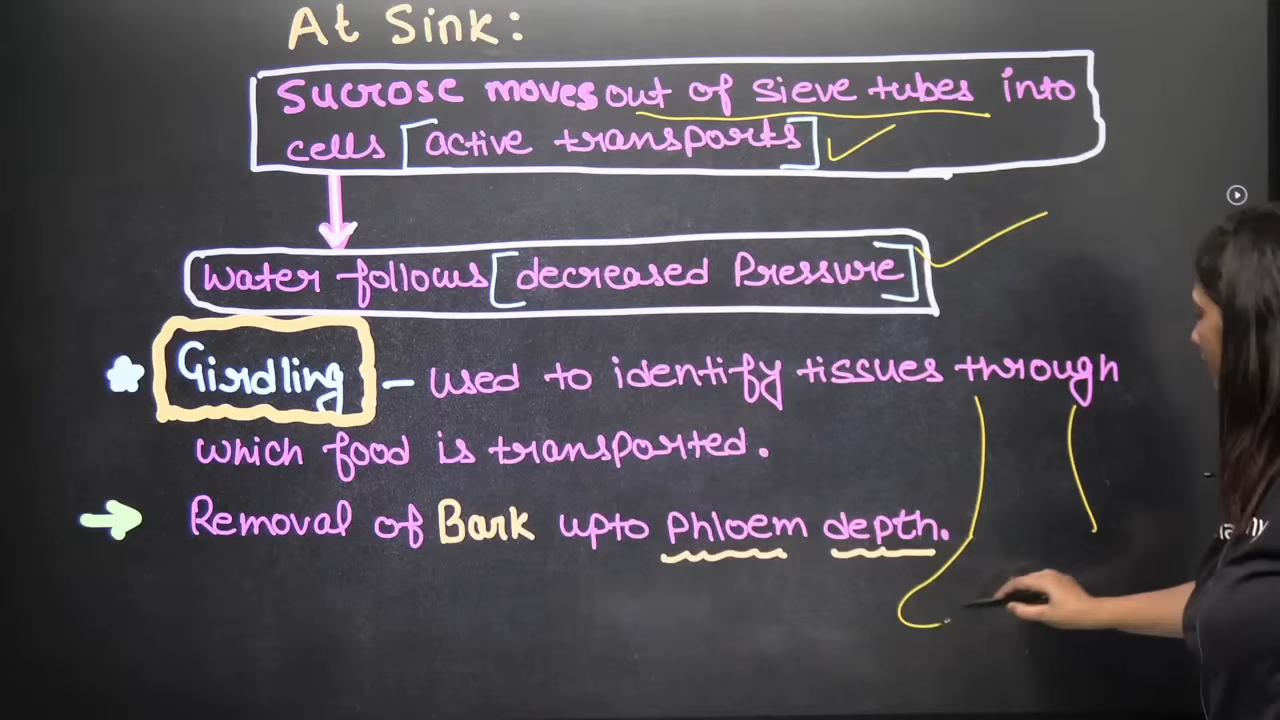 At Sink:
Sucrose moves out of sieve tubes into
cells [active transports]
Water follows [decreased Pressure]
Girdling - used to identify tissues through
which food is transported.
→ Removal of Bark upto Phloem depth.